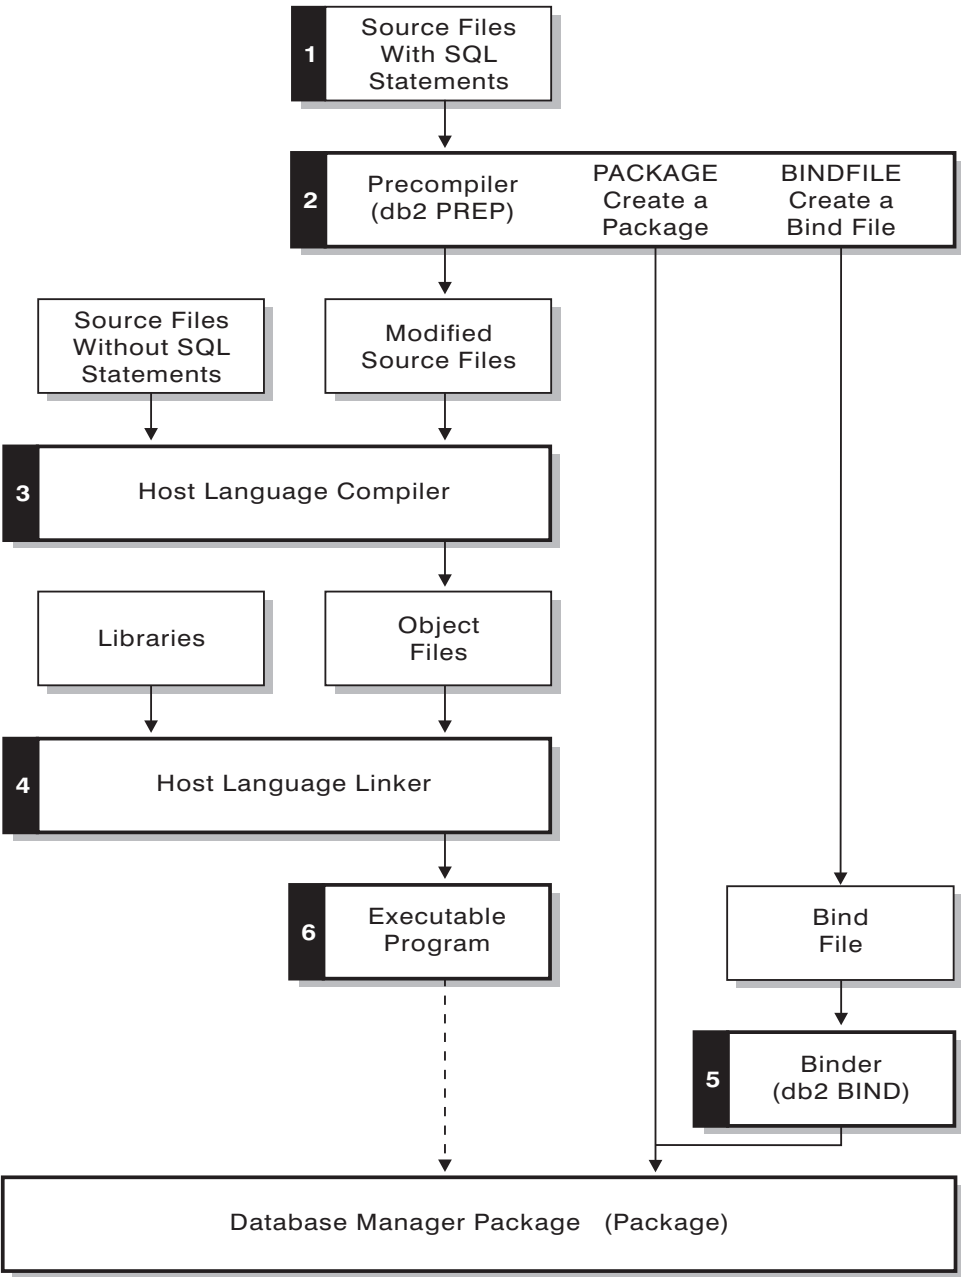 1
Source Files
With SQL
Statements
2
Precompiler
(db2 PREP)
PACKAGE
Create a
Package
BINDFILE
Create a
Bind File
Source Files
Without SQL
Statements
Modified
Source Files
3
Host Language Compiler
Libraries
Object
Files
4
Host Language Linker
6
Executable
Program
Bind
File
5
Binder
(db2 BIND)
Database Manager Package (Package)